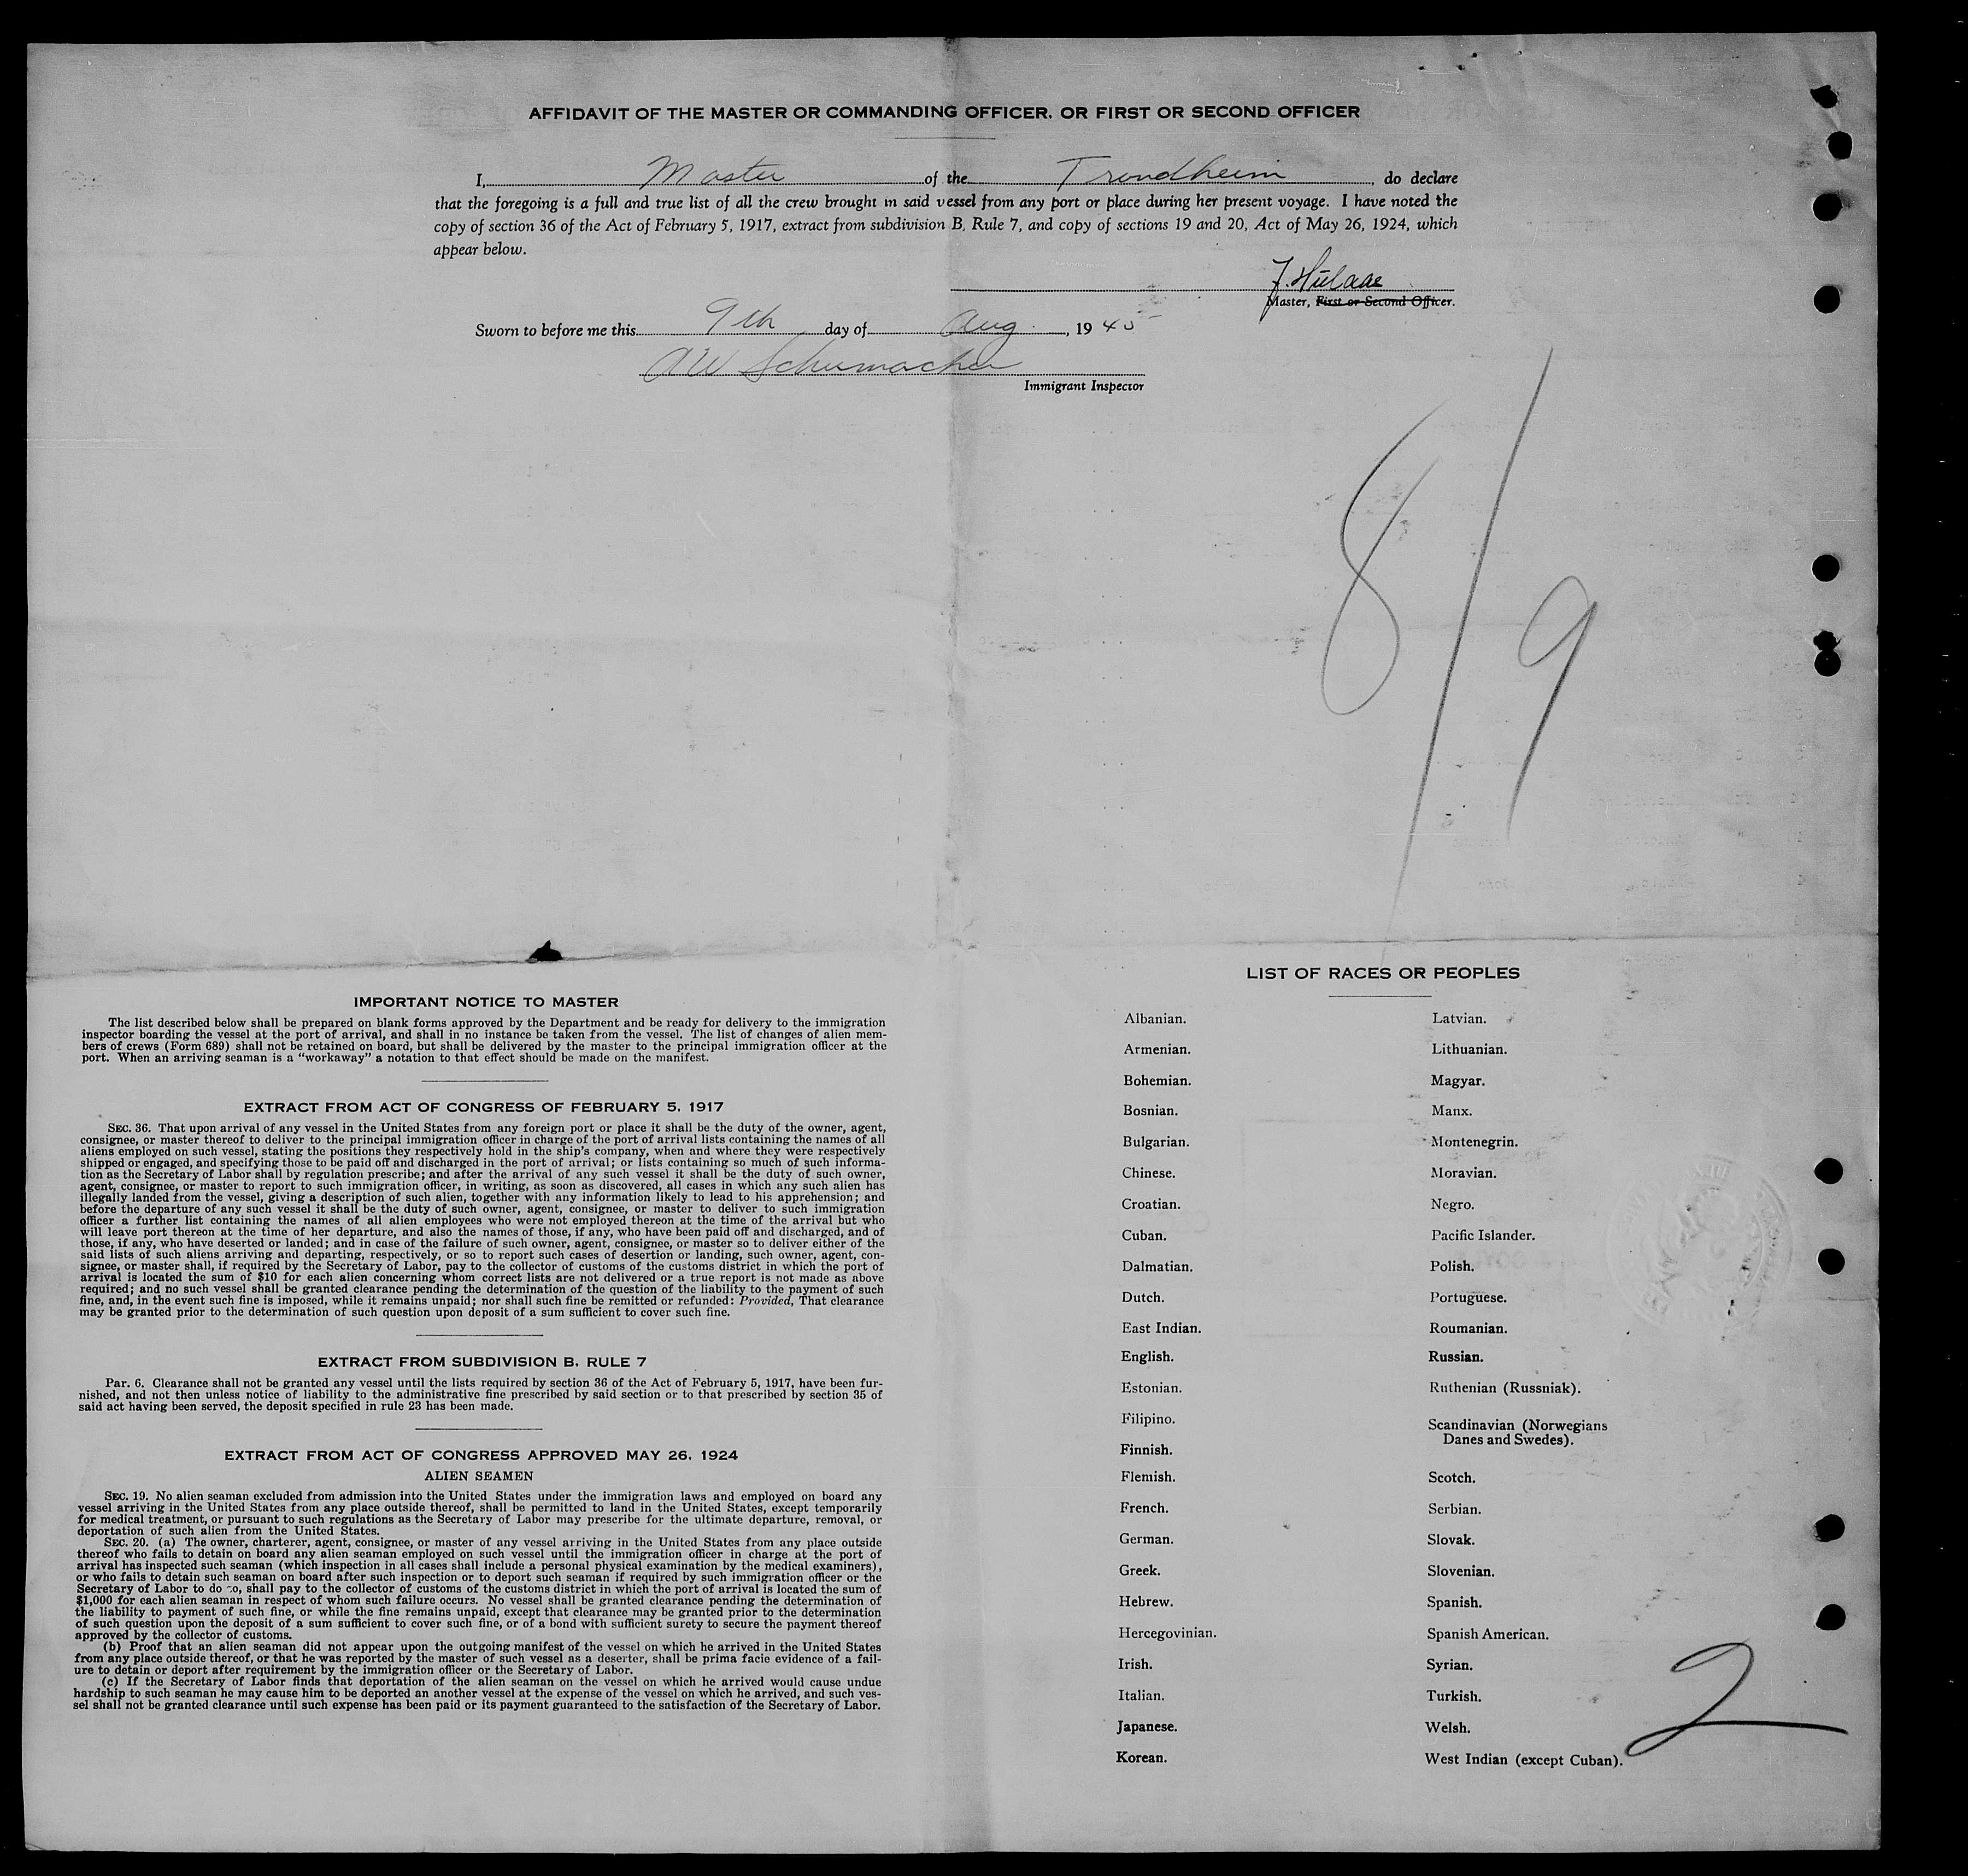 AFFIDAVIT OF THE MASTER OR COMMANDING OFFICER, OR FIRST OR SECOND OFFICER
I, Master of the Trondheim, do declare
that the foregoing is a full and true list of all the crew brought in said vessel from any port or place during her present voyage. I have noted the
copy of section 36 of the Act of February 5, 1917, extract from subdivision B, Rule 7, and copy of sections 19 and 20, Act of May 26, 1924, which
appear below.
Master, First or Second Officer.
Sworn to before me this 9th day of Aug, 1945
AW Schumacher
Immigrant Inspector
8/9
IMPORTANT NOTICE TO MASTER
The list described below shall be prepared on blank forms approved by the Department and be ready for delivery to the immigration
inspector boarding the vessel at the port of arrival, and shall in no instance be taken from the vessel. The list of changes of alien mem-
bers of crews (Form 689) shall not be retained on board, but shall be delivered by the master to the principal immigration officer at the
port. When an arriving seaman is a "workaway" a notation to that effect should be made on the manifest.
EXTRACT FROM ACT OF CONGRESS OF FEBRUARY 5, 1917
SEC. 36. That upon arrival of any vessel in the United States from any foreign port or place it shall be the duty of the owner, agent,
consignee, or master thereof to deliver to the principal immigration officer in charge of the port of arrival lists containing the names of all
aliens employed on such vessel, stating the positions they respectively hold in the ship's company, when and where they were respectively
shipped or engaged, and specifying those to be paid off and discharged in the port of arrival; or lists containing so much of such informa-
tion as the Secretary of Labor shall by regulation prescribe; and after the arrival of any such vessel it shall be the duty of such owner,
agent, consignee, or master to report to such immigration officer, in writing, as soon as discovered, all cases in which any such alien has
illegally landed from the vessel, giving a description of such alien, together with any information likely to lead to his apprehension; and
before the departure of any such vessel it shall be the duty of such owner, agent, consignee, or master to deliver to such immigration
officer a further list containing the names of all alien employees who were not employed thereon at the time of the arrival but who
will leave port thereon at the time of her departure, and also the names of those, if any, who have been paid off and discharged, and of
those, if any, who have deserted or landed; and in case of the failure of such owner, agent, consignee, or master so to deliver either of the
said lists of such aliens arriving and departing, respectively, or so to report such cases of desertion or landing, such owner, agent, con-
signee, or master shall, if required by the Secretary of Labor, pay to the collector of customs of the customs district in which the port of
arrival is located the sum of $10 for each alien concerning whom correct lists are not delivered or a true report is not made as above
required; and no such vessel shall be granted clearance pending the determination of the question of the liability to the payment of such
fine, and, in the event such fine is imposed, while it remains unpaid; nor shall such fine be remitted or refunded: Provided, That clearance
may be granted prior to the determination of such question upon deposit of a sum sufficient to cover such fine.
EXTRACT FROM SUBDIVISION B, RULE 7
Par. 6. Clearance shall not be granted any vessel until the lists required by section 36 of the Act of February 5, 1917, have been fur-
nished, and not then unless notice of liability to the administrative fine prescribed by said section or to that prescribed by section 35 of
said act having been served, the deposit specified in rule 23 has been made.
EXTRACT FROM ACT OF CONGRESS APPROVED MAY 26, 1924
ALIEN SEAMEN
SEC. 19. No alien seaman excluded from admission into the United States under the immigration laws and employed on board any
vessel arriving in the United States from any place outside thereof, shall be permitted to land in the United States, except temporarily
for medical treatment, or pursuant to such regulations as the Secretary of Labor may prescribe for the ultimate departure, removal, or
deportation of such alien from the United States.
SEC. 20. (a) The owner, charterer, agent, consignee, or master of any vessel arriving in the United States from any place outside
thereof who fails to detain on board any alien seaman employed on such vessel until the immigration officer in charge at the port of
arrival has inspected such seaman (which inspection in all cases shall include a personal physical examination by the medical examiners),
or who fails to detain such seaman on board after such inspection or to deport such seaman if required by such immigration officer or the
Secretary of Labor to do so, shall pay to the collector of customs of the customs district in which the port of arrival is located the sum of
$1,000 for each alien seaman in respect of whom such failure occurs. No vessel shall be granted clearance pending the determination of
the liability to payment of such fine, or while the fine remains unpaid, except that clearance may be granted prior to the determination
of such question upon the deposit of a sum sufficient to cover such fine, or of a bond with sufficient surety to secure the payment thereof
approved by the collector of customs.
(b) Proof that an alien seaman did not appear upon the outgoing manifest of the vessel on which he arrived in the United States
from any place outside thereof, or that he was reported by the master of such vessel as a deserter, shall be prima facie evidence of a fail-
ure to detain or deport after requirement by the immigration officer or the Secretary of Labor.
(c) If the Secretary of Labor finds that deportation of the alien seaman on the vessel on which he arrived would cause undue
hardship to such seaman he may cause him to be deported an another vessel at the expense of the vessel on which he arrived, and such ves-
sel shall not be granted clearance until such expense has been paid or its payment guaranteed to the satisfaction of the Secretary of Labor.
LIST OF RACES OR PEOPLES
Albanian.
Armenian.
Bohemian.
Bosnian.
Bulgarian.
Chinese.
Croatian.
Cuban.
Dalmatian.
Dutch.
East Indian.
English.
Estonian.
Filipino.
Finnish.
Flemish.
French.
German.
Greek.
Hebrew.
Hercegovinian.
Irish.
Italian.
Japanese.
Korean.
Latvian.
Lithuanian.
Magyar.
Manx.
Montenegrin.
Moravian.
Negro.
Pacific Islander.
Polish.
Portuguese.
Roumanian.
Russian.
Ruthenian (Russniak).
Scandinavian (Norwegians
Danes and Swedes).
Scotch.
Serbian.
Slovak.
Slovenian.
Spanish.
Spanish American.
Syrian.
Turkish.
Welsh.
West Indian (except Cuban).
2